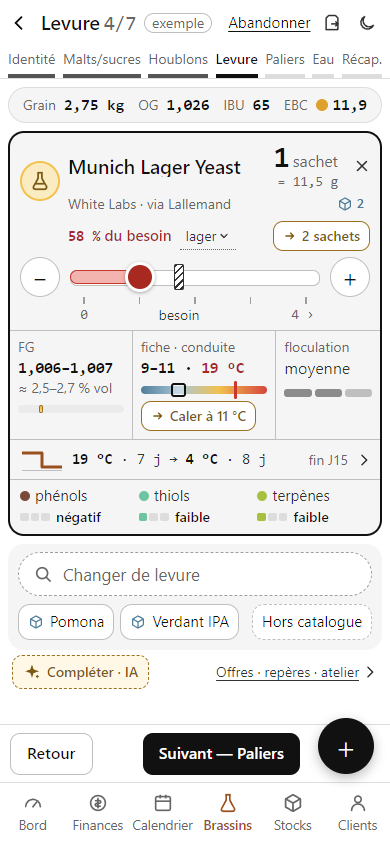 Levure 4/7 exemple Abandonner
Identité Malts/sucres Houblons Levure Paliers Eau Récap.
Grain 2,75 kg OG 1,026 IBU 65 EBC 11,9
Munich Lager Yeast 1 sachet
= 11,5 g
White Labs · via Lallemand 2
58 % du besoin lager → 2 sachets
− +
0 besoin 4 ›
FG fiche · conduite floculation
1,006–1,007 9–11 · 19 °C moyenne
≈ 2,5–2,7 % vol
→ Caler à 11 °C
19 °C · 7 j → 4 °C · 8 j fin J15
phénols thiols terpènes
négatif faible faible
Changer de levure
Pomona Verdant IPA Hors catalogue
Compléter · IA Offres · repères · atelier
Retour Suivant — Paliers +
Bord Finances Calendrier Brassins Stocks Clients